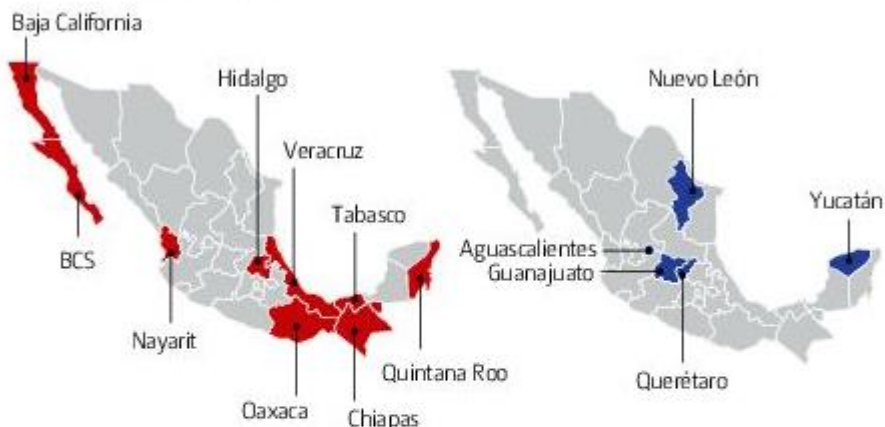 Baja California
Hidalgo
Veracruz
Tabasco
BCS
Nayarit
Oaxaca
Chiapas
Quintana Roo
Nuevo León
Yucatán
Aguascalientes
Guanajuato
Querétaro